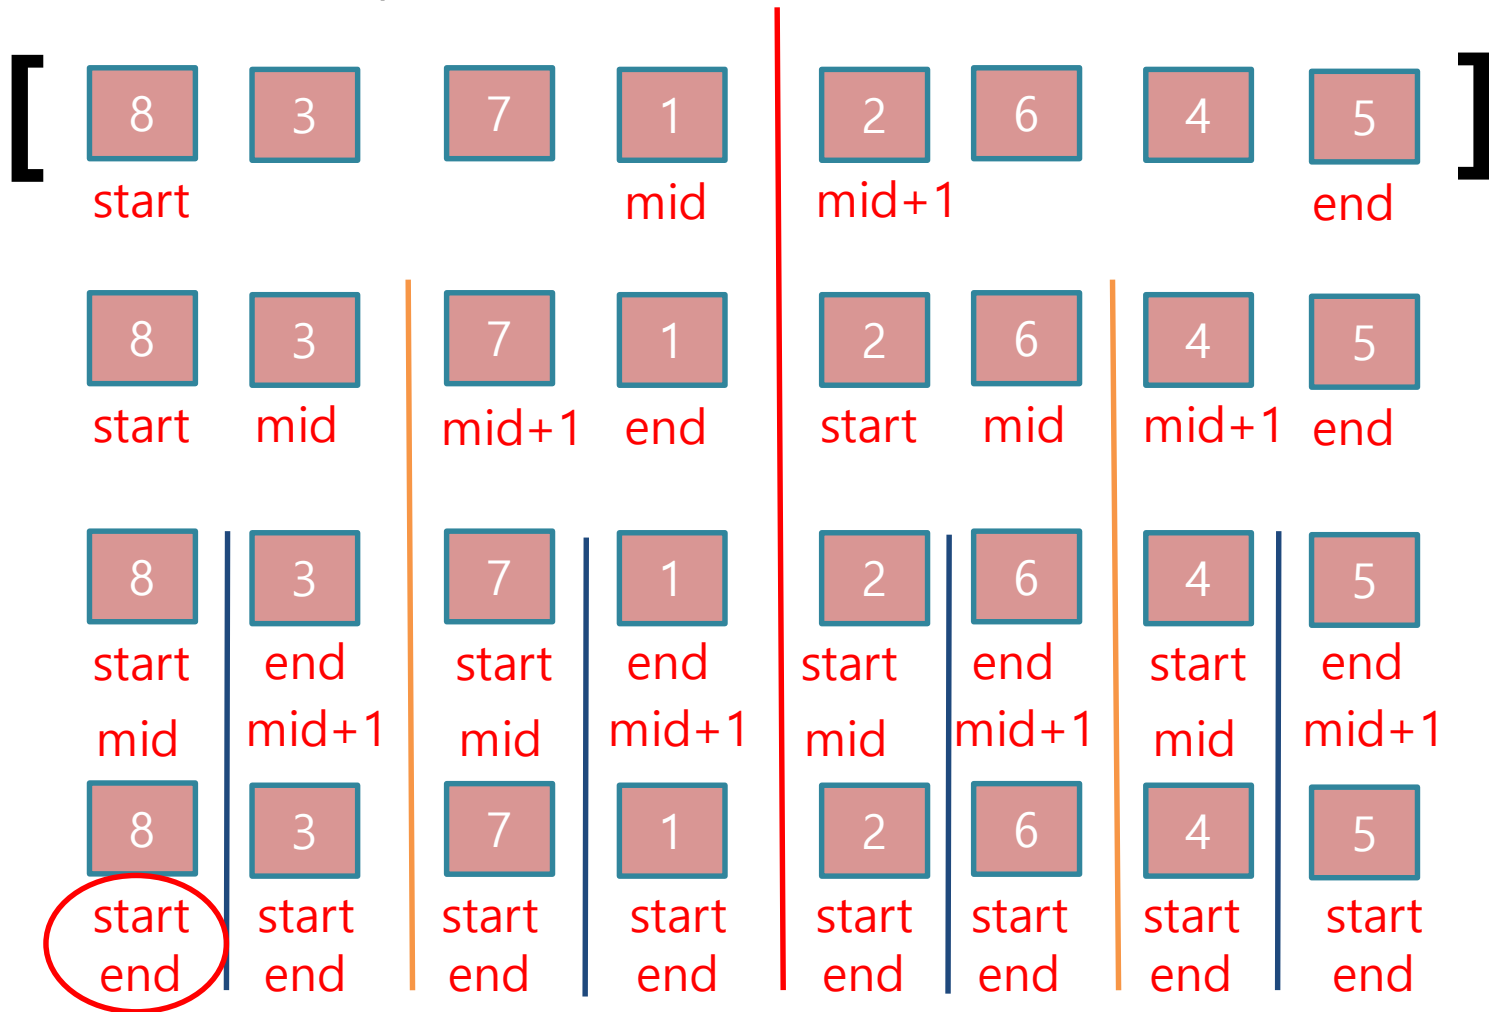 [ 8 3 7 1 2 6 4 5 ]
start mid mid+1 end
8 3 7 1 2 6 4 5
start mid mid+1 end start mid mid+1 end
8 3 7 1 2 6 4 5
start end start end start end start end
mid mid+1 mid mid+1 mid mid+1 mid mid+1
8 3 7 1 2 6 4 5
start start start start start start start start
end end end end end end end end